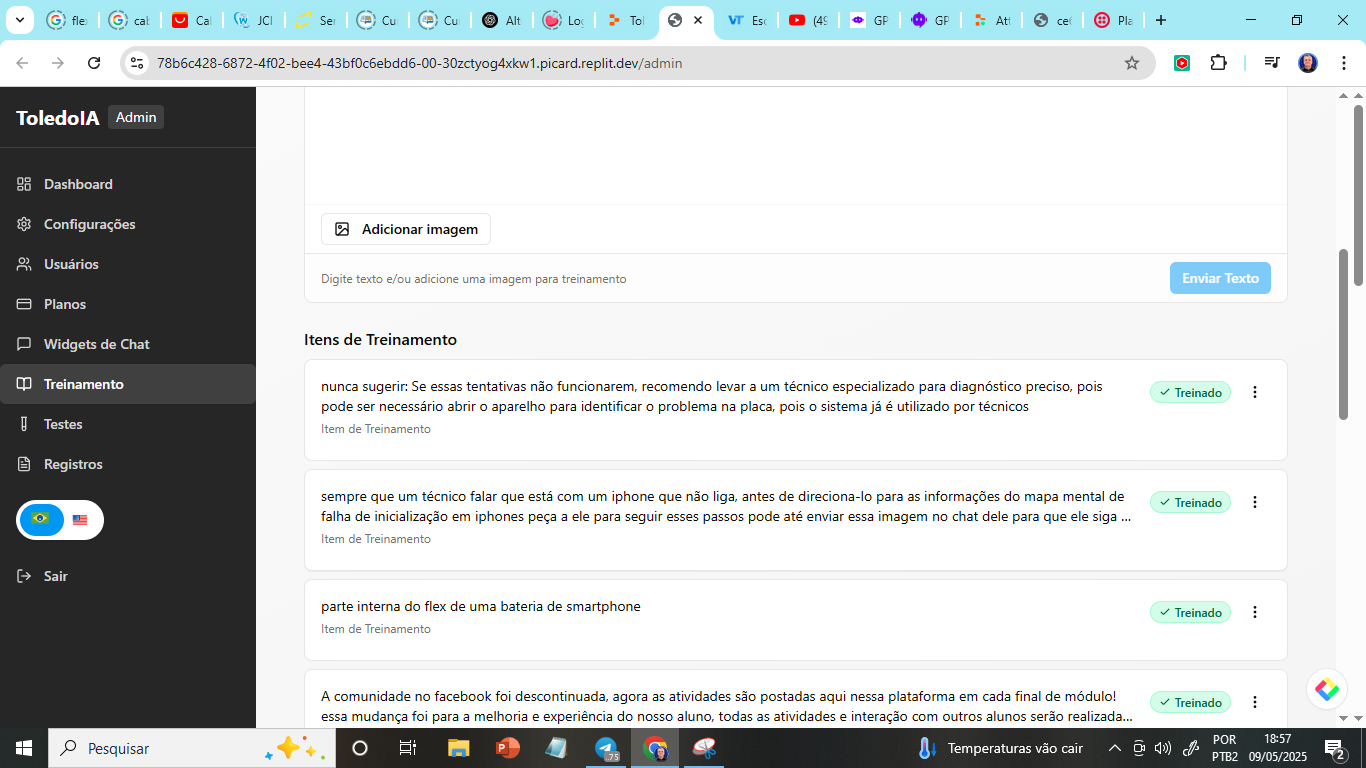 flex
cab
Cal
JCI
Sec
Cu
Cu
Alt
Log
Tol
Esc
(49
GP
GP
Att
ce
Pla
78b6c428-6872-4f02-bee4-43bf0c6ebdd6-00-30zctyog4xkw1.picard.replit.dev/admin
ToledoIA Admin
Dashboard
Configurações
Usuários
Planos
Widgets de Chat
Treinamento
Testes
Registros
Sair
Adicionar imagem
Digite texto e/ou adicione uma imagem para treinamento
Enviar Texto
Itens de Treinamento
nunca sugerir: Se essas tentativas não funcionarem, recomendo levar a um técnico especializado para diagnóstico preciso, pois
pode ser necessário abrir o aparelho para identificar o problema na placa, pois o sistema já é utilizado por técnicos
Item de Treinamento
Treinado
sempre que um técnico falar que está com um iphone que não liga, antes de direciona-lo para as informações do mapa mental de
falha de inicialização em iphones peça a ele para seguir esses passos pode até enviar essa imagem no chat dele para que ele siga ...
Item de Treinamento
Treinado
parte interna do flex de uma bateria de smartphone
Item de Treinamento
Treinado
A comunidade no facebook foi descontinuada, agora as atividades são postadas aqui nessa plataforma em cada final de módulo!
essa mudança foi para a melhoria e experiência do nosso aluno, todas as atividades e interação com outros alunos serão realizada...
Treinado
Pesquisar
.75
Temperaturas vão cair
POR
PTB2
18:57
09/05/2025
2